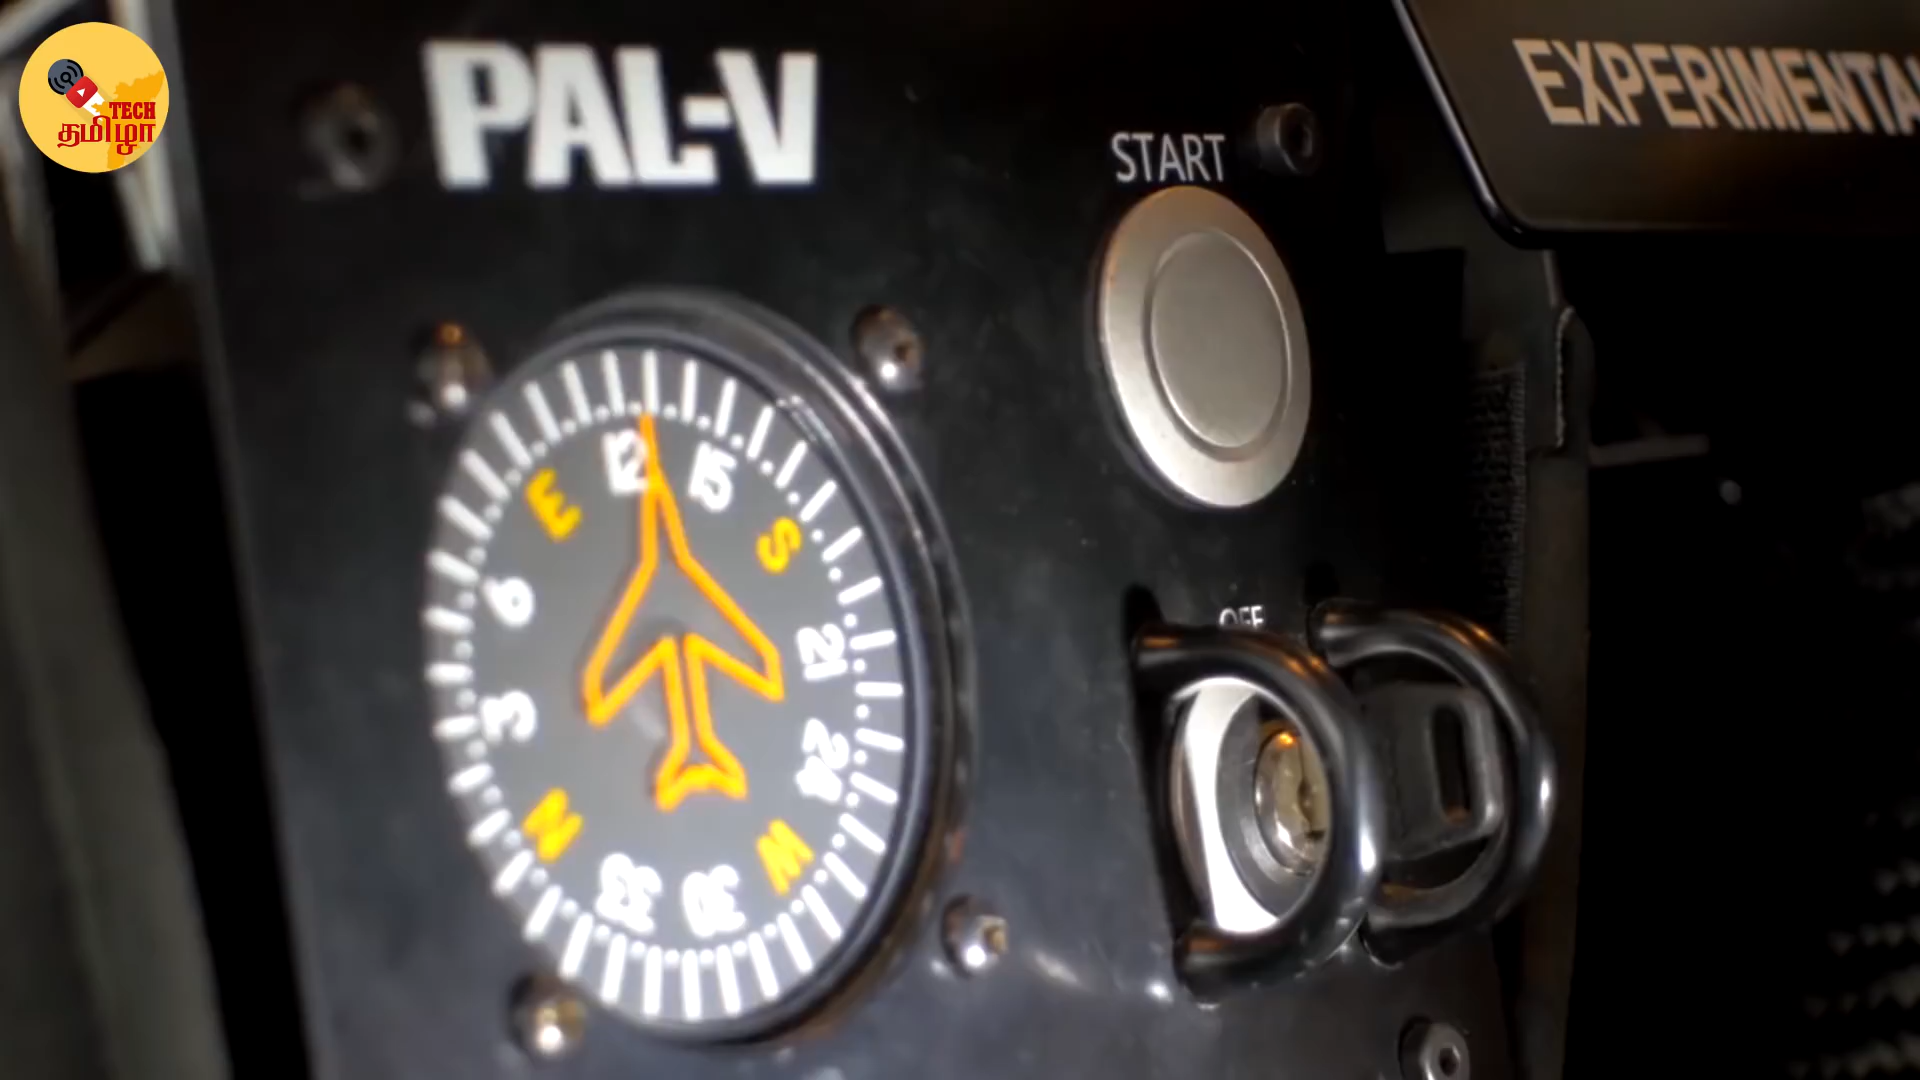 TECH
தமிழா
PAL-V
EXPERIMENTA
START
OFF
12
15
E
S
6
21
3
24
N
W
33
30